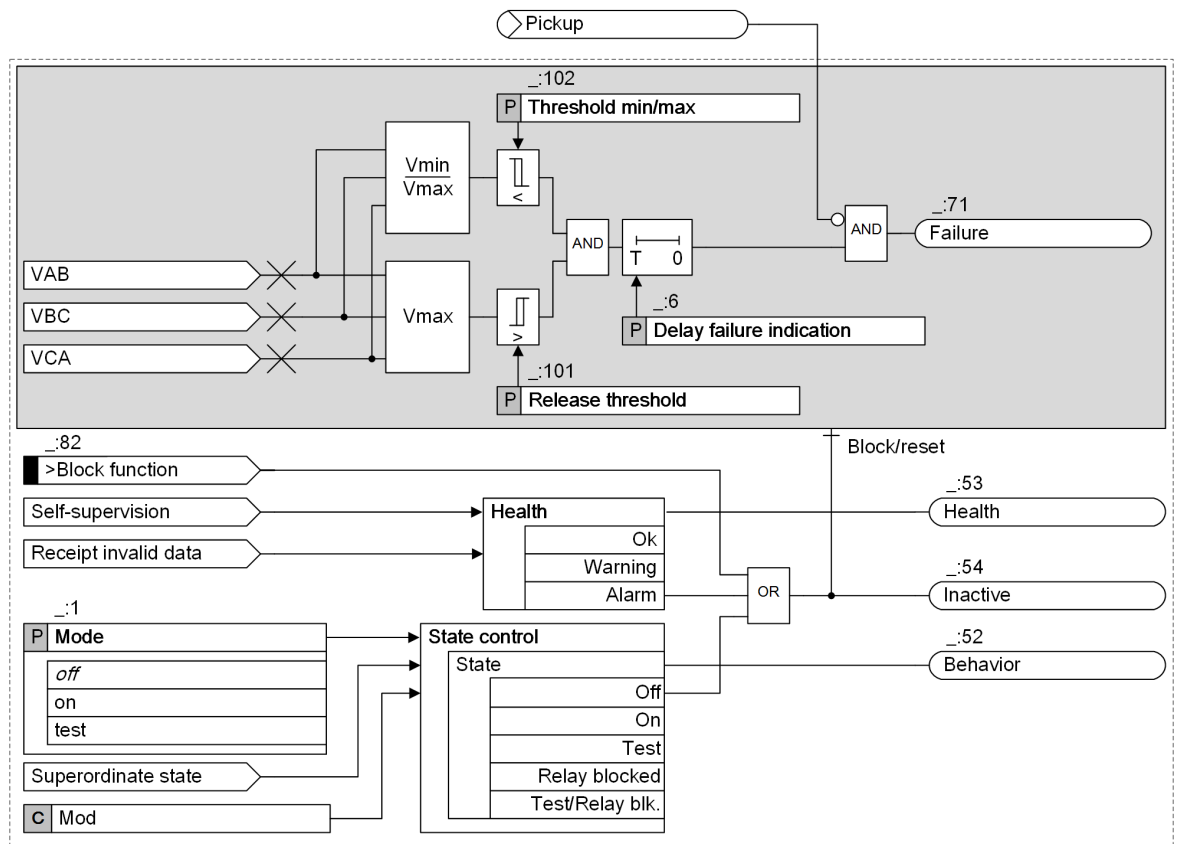 Pickup
_:102
P Threshold min/max
Vmin
Vmax
<
AND
T 0
AND
_:71
Failure
VAB
VBC
VCA
Vmax
>
_:6
P Delay failure indication
_:101
P Release threshold
_:82
>Block function
Block/reset
Self-supervision
Receipt invalid data
Health
Ok
Warning
Alarm
OR
_:53
Health
_:54
Inactive
_:1
P Mode
off
on
test
Superordinate state
C Mod
State control
State
Off
On
Test
Relay blocked
Test/Relay blk.
_:52
Behavior